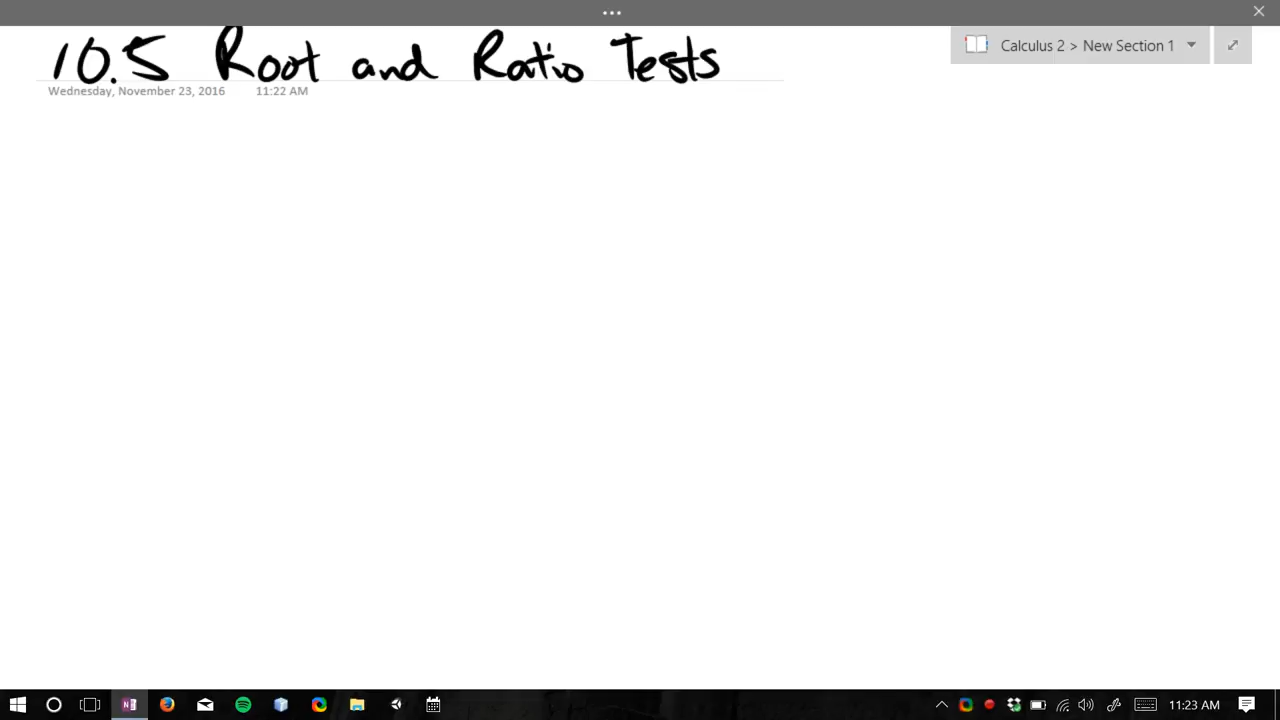 10.5 Root and Ratio Tests
Calculus 2 > New Section 1
Wednesday, November 23, 2016 11:22 AM
11:23 AM